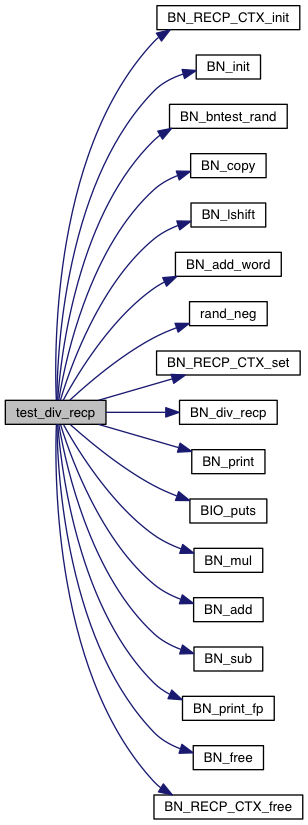 BN_RECP_CTX_init
BN_init
BN_bntest_rand
BN_copy
BN_lshift
BN_add_word
rand_neg
BN_RECP_CTX_set
test_div_recp
BN_div_recp
BN_print
BIO_puts
BN_mul
BN_add
BN_sub
BN_print_fp
BN_free
BN_RECP_CTX_free